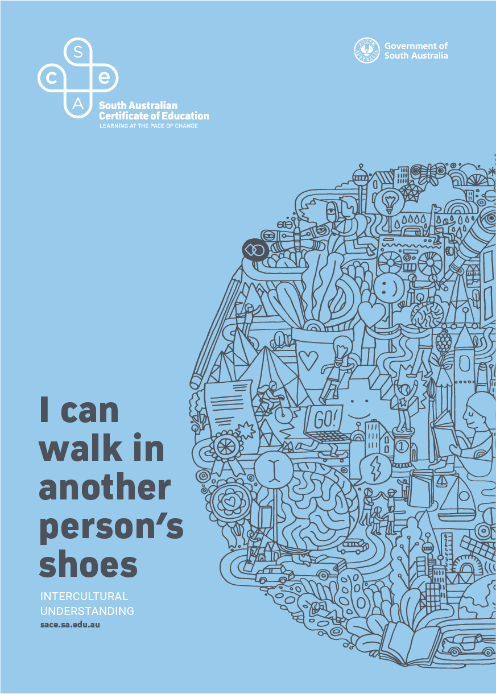 S
C e
A
South Australian
Certificate of Education
LEARNING AT THE PACE OF CHANGE
Government of
South Australia
GO!
I can
walk in
another
person's
shoes
INTERCULTURAL
UNDERSTANDING
sace.sa.edu.au